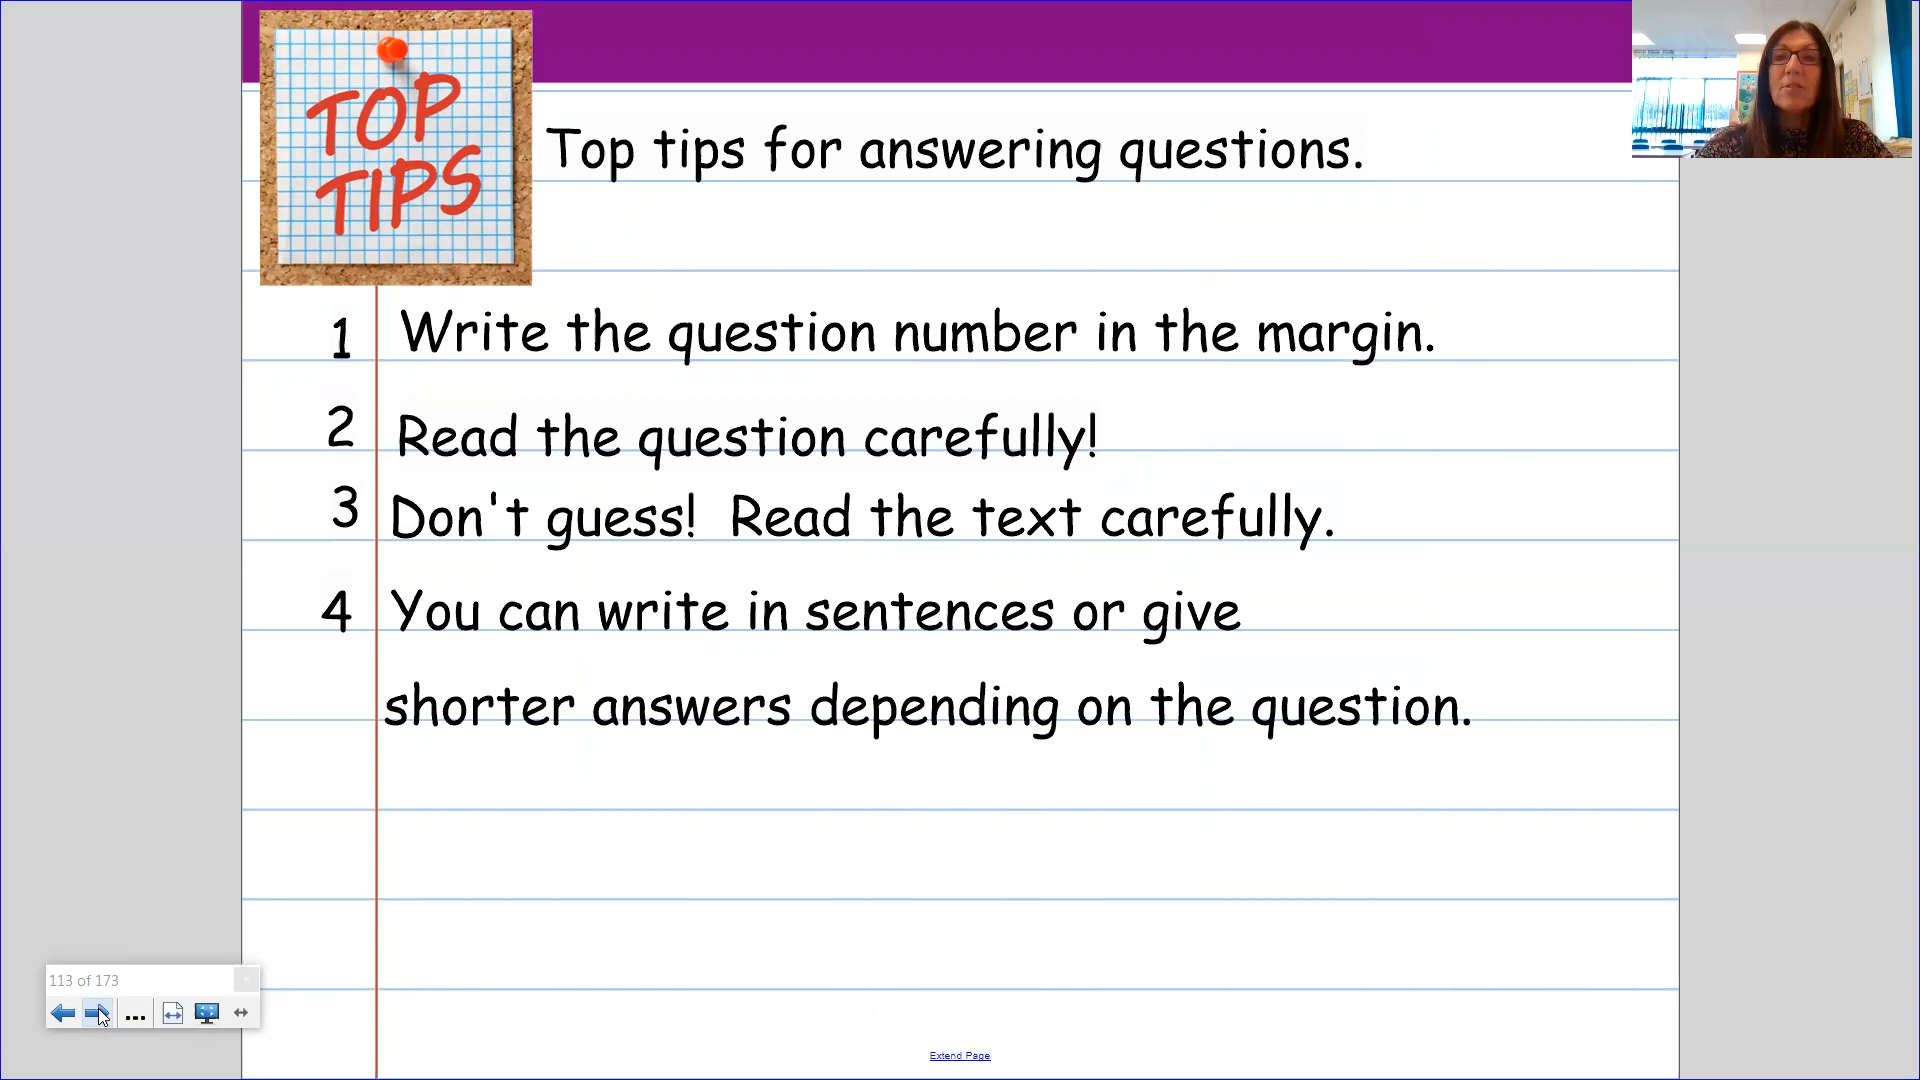 TOP
TIPS
Top tips for answering questions.
1 Write the question number in the margin.
2 Read the question carefully!
3 Don't guess! Read the text carefully.
4 You can write in sentences or give
shorter answers depending on the question.
113 of 173
...
Extend Page